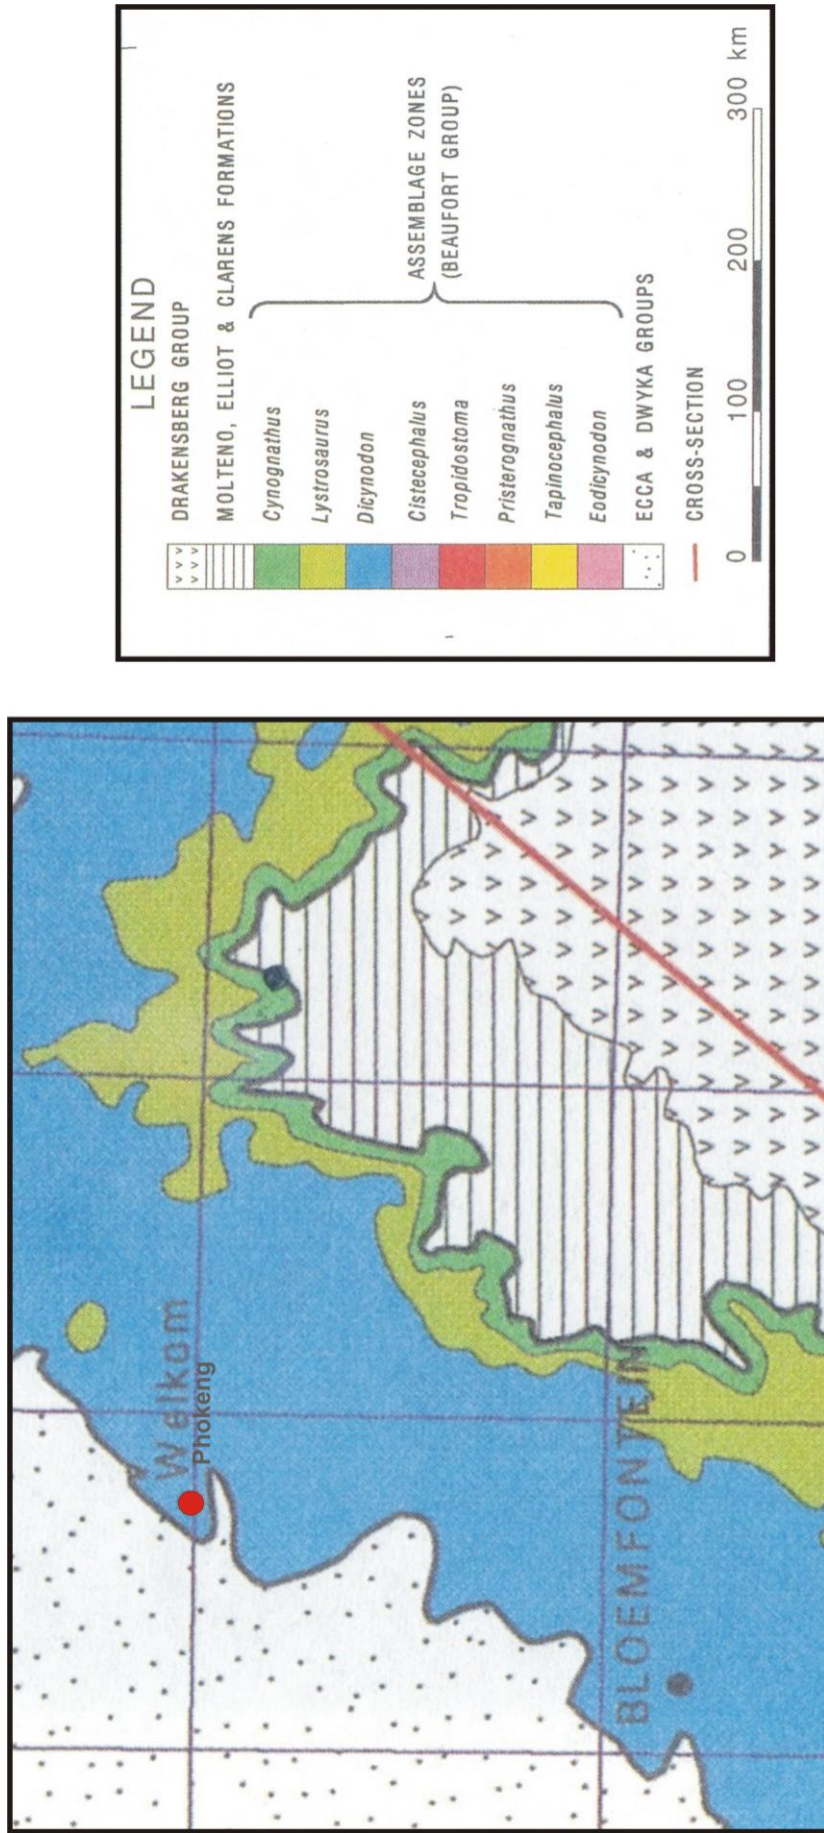 LEGEND
DRAKENSBERG GROUP
MOLTENO, ELLIOT & CLARENS FORMATIONS
Cynognathus
Lystrosaurus
Dicynodon
Cistecephalus
Tropidostoma
Pristerognathus
Tapinocephalus
Eodicynodon
ASSEMBLAGE ZONES
(BEAUFORT GROUP)
ECCA & DWYKA GROUPS
CROSS-SECTION
0 100 200 300 km
Welkom
Phokeng
BLOEMFONTEIN